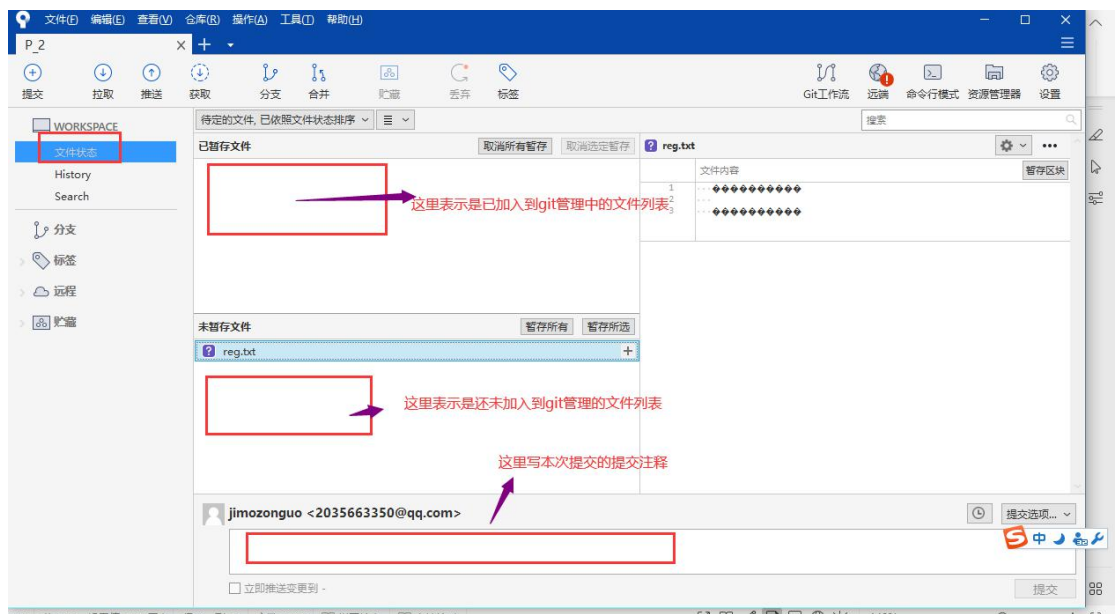 文件(F) 编辑(E) 查看(V) 仓库(R) 操作(A) 工具(T) 帮助(H)
P_2
提交 拉取 推送 获取 分支 合并 贮藏 丢弃 标签 Git工作流 远端 命令行模式 资源管理器 设置
WORKSPACE
文件状态
History
Search
分支
标签
远程
贮藏
待定的文件, 已依照文件状态排序
搜索
已暂存文件 取消所有暂存 取消选定暂存
reg.txt
文件内容 暂存区块
1 ···�����������
2 ···
3 ···�����������
这里表示是已加入到git管理中的文件列表
未暂存文件 暂存所有 暂存所选
reg.txt
这里表示是还未加入到git管理的文件列表
这里写本次提交的提交注释
jimozonguo <2035663350@qq.com>
提交选项...
中
立即推送变更到 -
提交